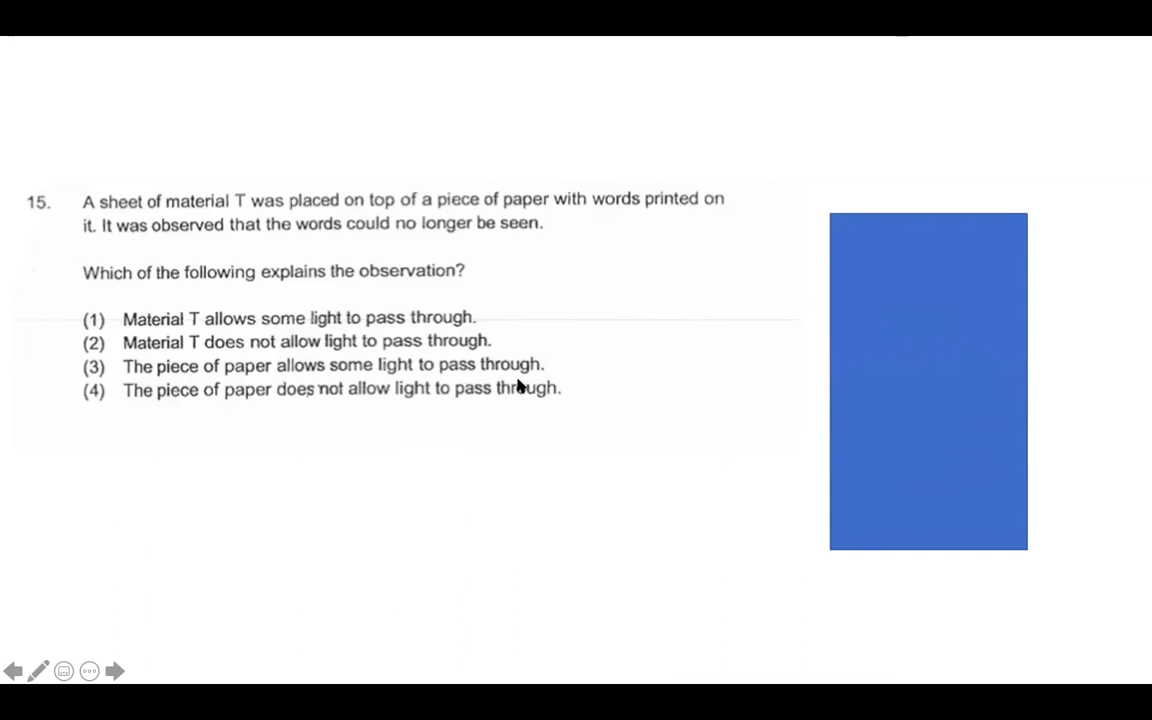 15. A sheet of material T was placed on top of a piece of paper with words printed on
it. It was observed that the words could no longer be seen.
Which of the following explains the observation?
(1) Material T allows some light to pass through.
(2) Material T does not allow light to pass through.
(3) The piece of paper allows some light to pass through.
(4) The piece of paper does not allow light to pass through.